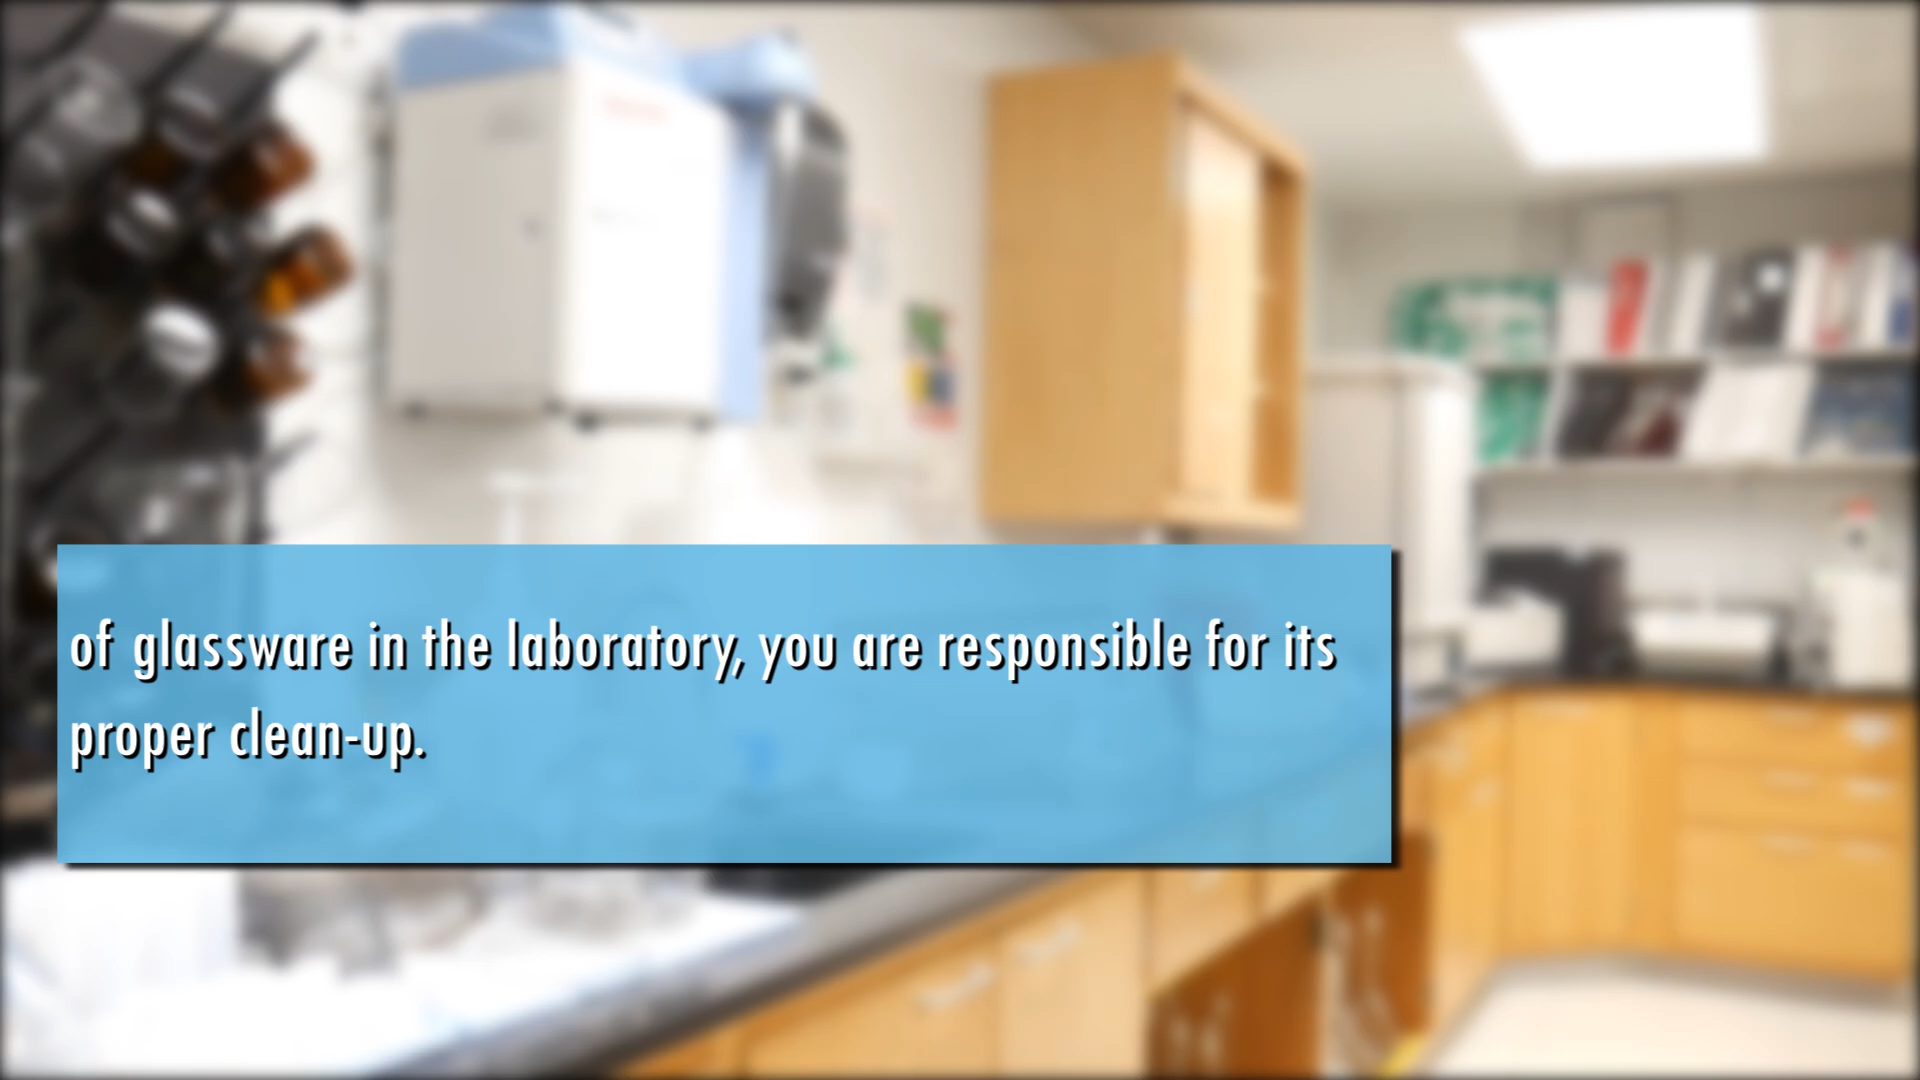 of glassware in the laboratory, you are responsible for its
proper clean-up.